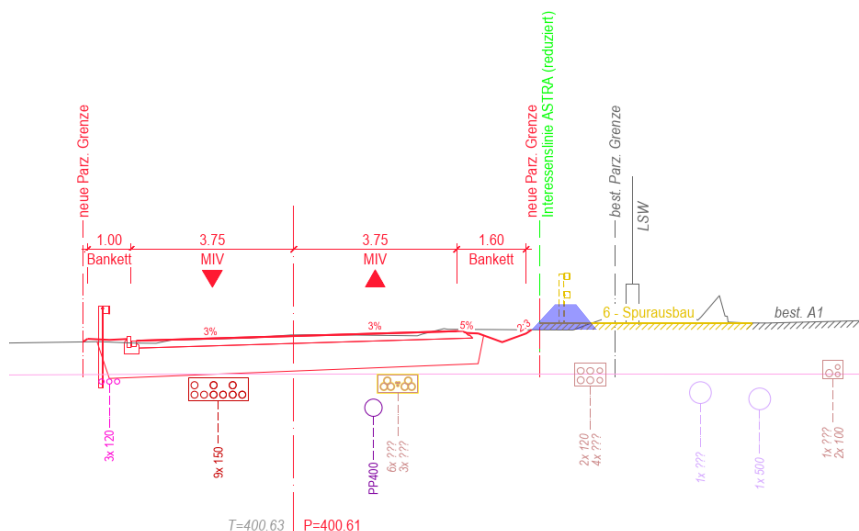 neue Parz. Grenze
neue Parz. Grenze
Interessenslinie ASTRA (reduziert)
best. Parz. Grenze
LSW
1.00
3.75
3.75
1.60
Bankett
MIV
MIV
Bankett
3%
3%
5%
2:3
6 - Spurausbau
best. A1
3x 120
9x 150
PP400
6x ???
3x ???
2x 120
4x ???
1x ???
1x 500
1x ???
2x 100
T=400.63
P=400.61